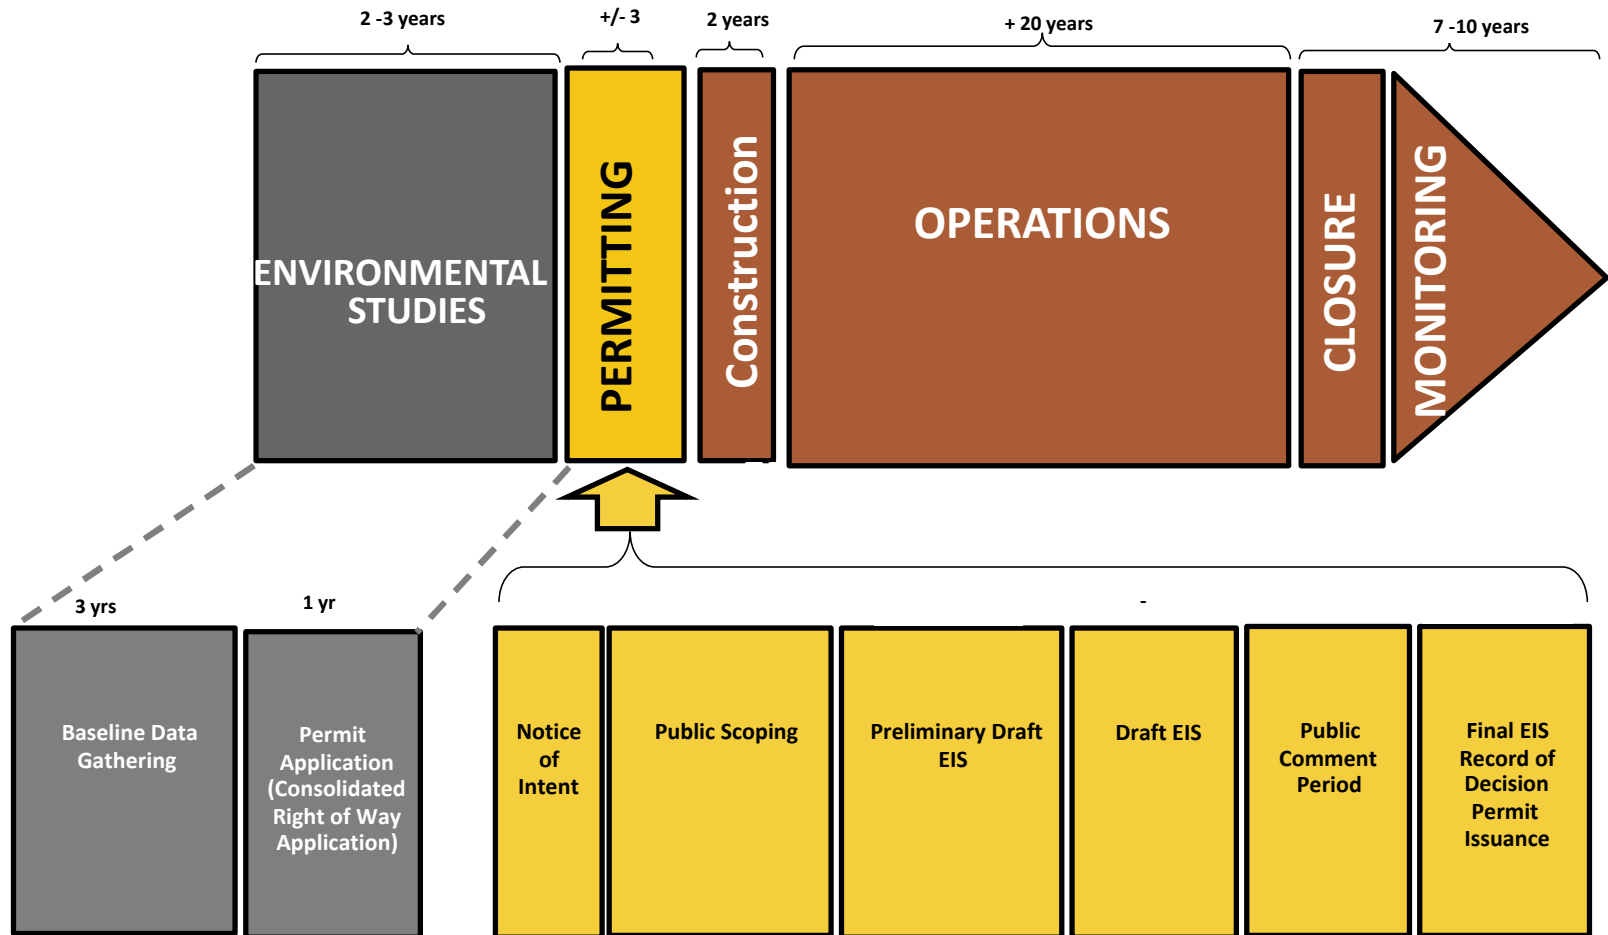 2 -3 years
+/- 3
2 years
+ 20 years
7 -10 years
ENVIRONMENTAL
STUDIES
PERMITTING
Construction
OPERATIONS
CLOSURE
MONITORING
3 yrs
1 yr
-
Baseline Data
Gathering
Permit
Application
(Consolidated
Right of Way
Application)
Notice
of
Intent
Public Scoping
Preliminary Draft
EIS
Draft EIS
Public
Comment
Period
Final EIS
Record of
Decision
Permit
Issuance